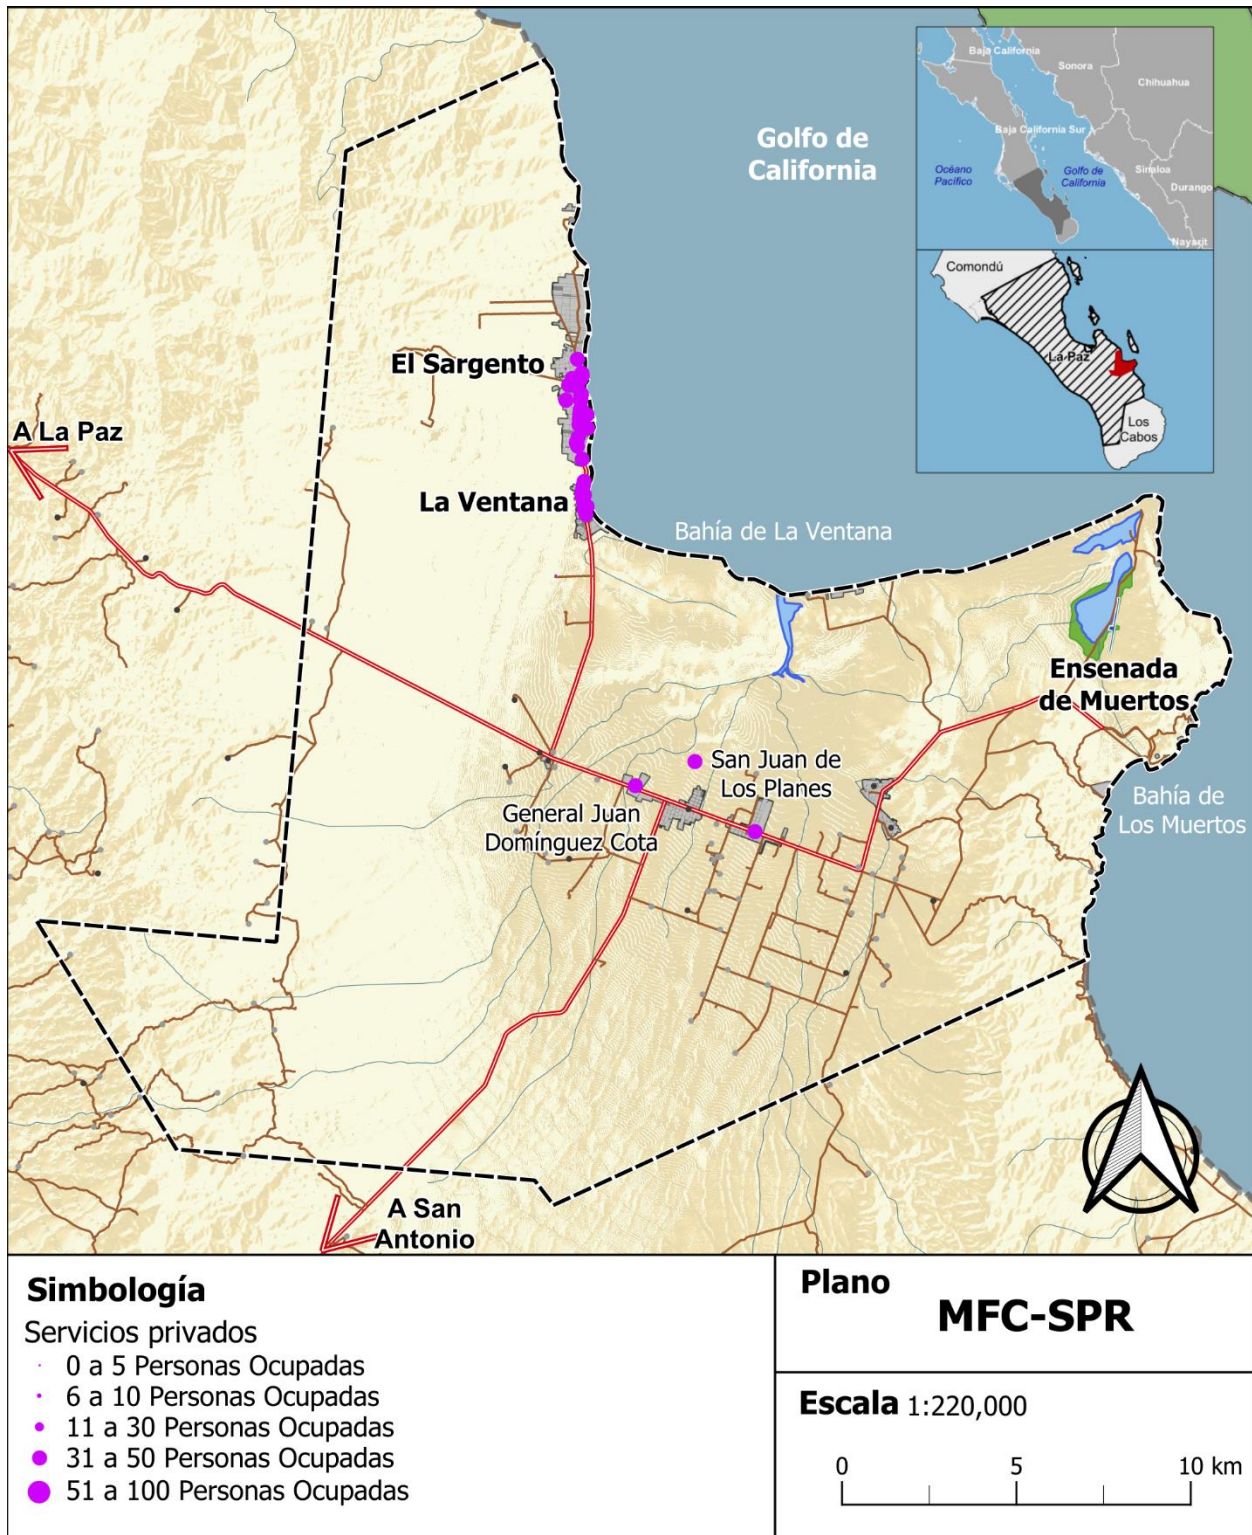 Golfo de
California
Baja California
Sonora
Chihuahua
Baja California Sur
Océano
Pacífico
Golfo de
California
Sinaloa
Durango
Nayarit
Comondú
La Paz
Los
Cabos
El Sargento
A La Paz
La Ventana
Bahía de La Ventana
Ensenada
de Muertos
San Juan de
Los Planes
General Juan
Domínguez Cota
Bahía de
Los Muertos
A San
Antonio
Simbología
Servicios privados
0 a 5 Personas Ocupadas
6 a 10 Personas Ocupadas
11 a 30 Personas Ocupadas
31 a 50 Personas Ocupadas
51 a 100 Personas Ocupadas
Plano
MFC-SPR
Escala 1:220,000
0 5 10 km